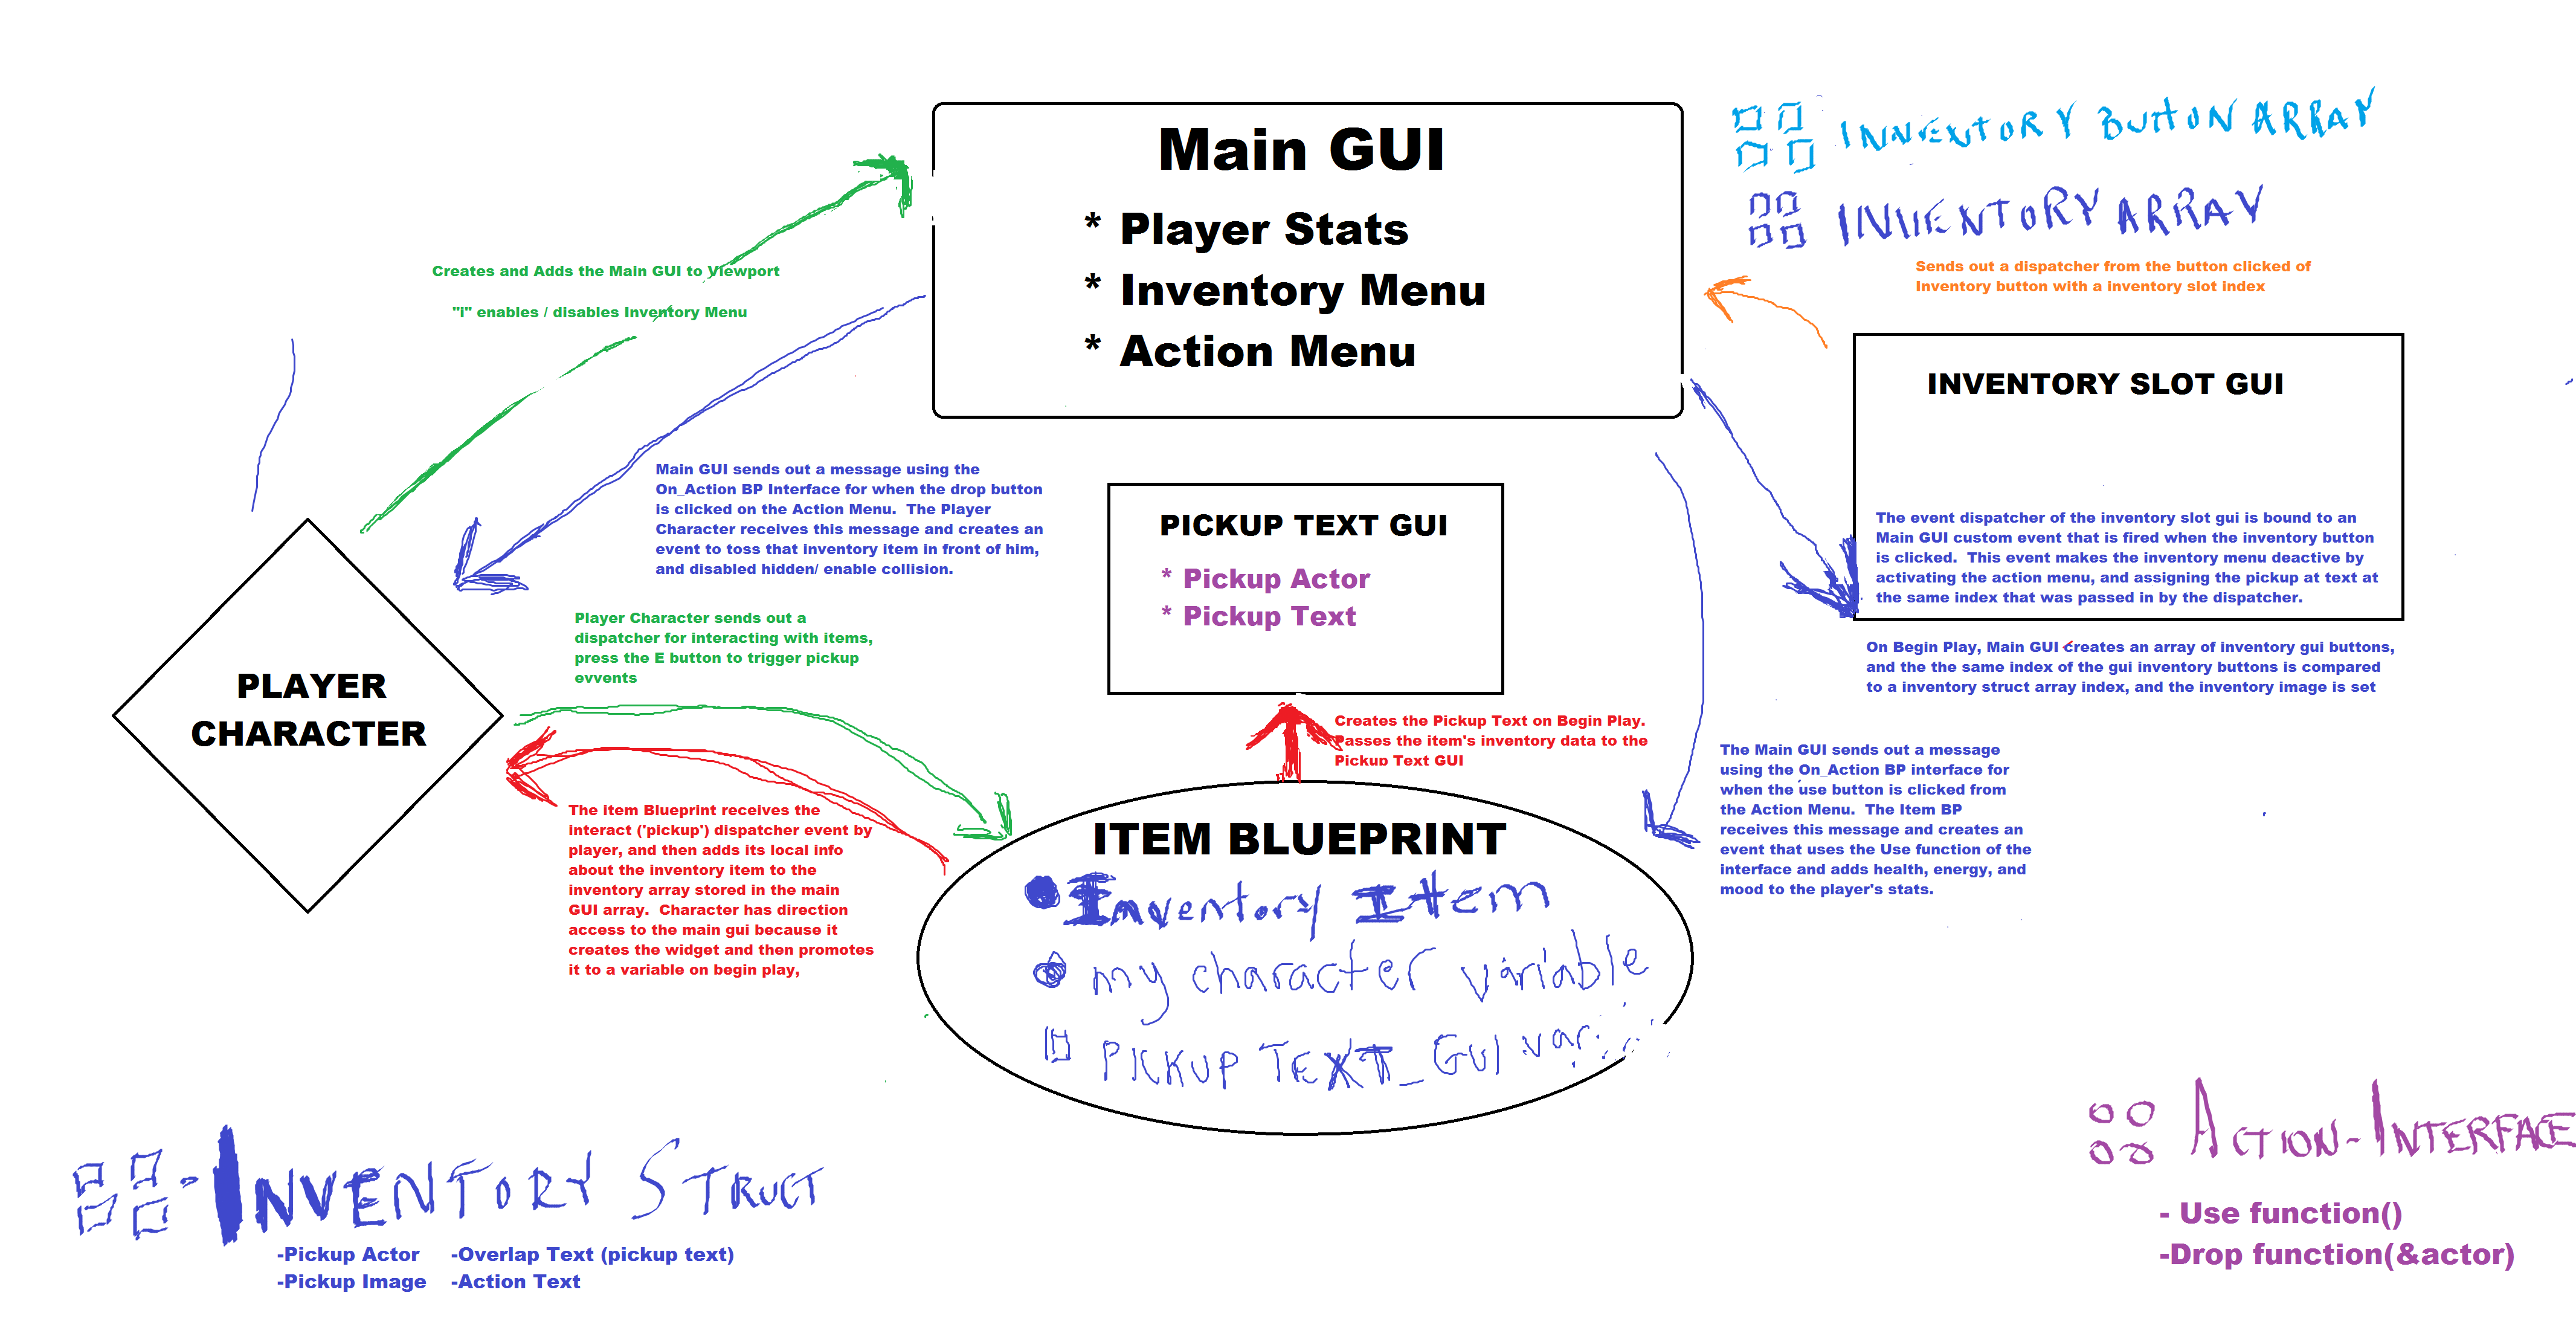 Main GUI
* Player Stats
* Inventory Menu
* Action Menu
INVENTORY BUTTON ARRAY
INVENTORY ARRAY
Sends out a dispatcher from the button clicked of
Inventory button with a inventory slot index
Creates and Adds the Main GUI to Viewport
"i" enables / disables Inventory Menu
INVENTORY SLOT GUI
The event dispatcher of the inventory slot gui is bound to an
Main GUI custom event that is fired when the inventory button
is clicked.  This event makes the inventory menu deactive by
activating the action menu, and assigning the pickup at text at
the same index that was passed in by the dispatcher.
On Begin Play, Main GUI creates an array of inventory gui buttons,
and the the same index of the gui inventory buttons is compared
to a inventory struct array index, and the inventory image is set
Main GUI sends out a message using the
On_Action BP Interface for when the drop button
is clicked on the Action Menu.  The Player
Character receives this message and creates an
event to toss that inventory item in front of him,
and disabled hidden/ enable collision.
PICKUP TEXT GUI
* Pickup Actor
* Pickup Text
Player Character sends out a
dispatcher for interacting with items,
press the E button to trigger pickup
evvents
PLAYER
CHARACTER
Creates the Pickup Text on Begin Play.
Passes the item's inventory data to the
Pickup Text GUI
The Main GUI sends out a message
using the On_Action BP interface for
when the use button is clicked from
the Action Menu.  The Item BP
receives this message and creates an
event that uses the Use function of the
interface and adds health, energy, and
mood to the player's stats.
The item Blueprint receives the
interact ('pickup') dispatcher event by
player, and then adds its local info
about the inventory item to the
inventory array stored in the main
GUI array.  Character has direction
access to the main gui because it
creates the widget and then promotes
it to a variable on begin play,
ITEM BLUEPRINT
Inventory Item
my character variable
PICKUP TEXT_GUI
INVENTORY STRUCT
-Pickup Actor -Overlap Text (pickup text)
-Pickup Image -Action Text
ACTION-INTERFACE
- Use function()
-Drop function(&actor)